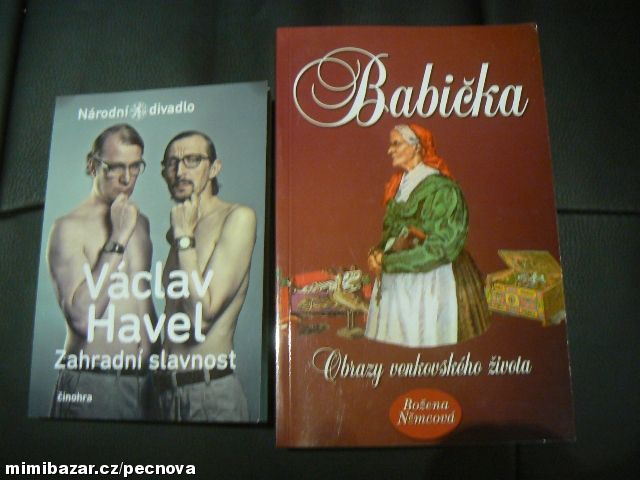 Národní divadlo
Václav
Havel
Zahradní slavnost
činohra
Babička
Obrazy venkovského života
Božena
Němcová
mimibazar.cz/pecnova